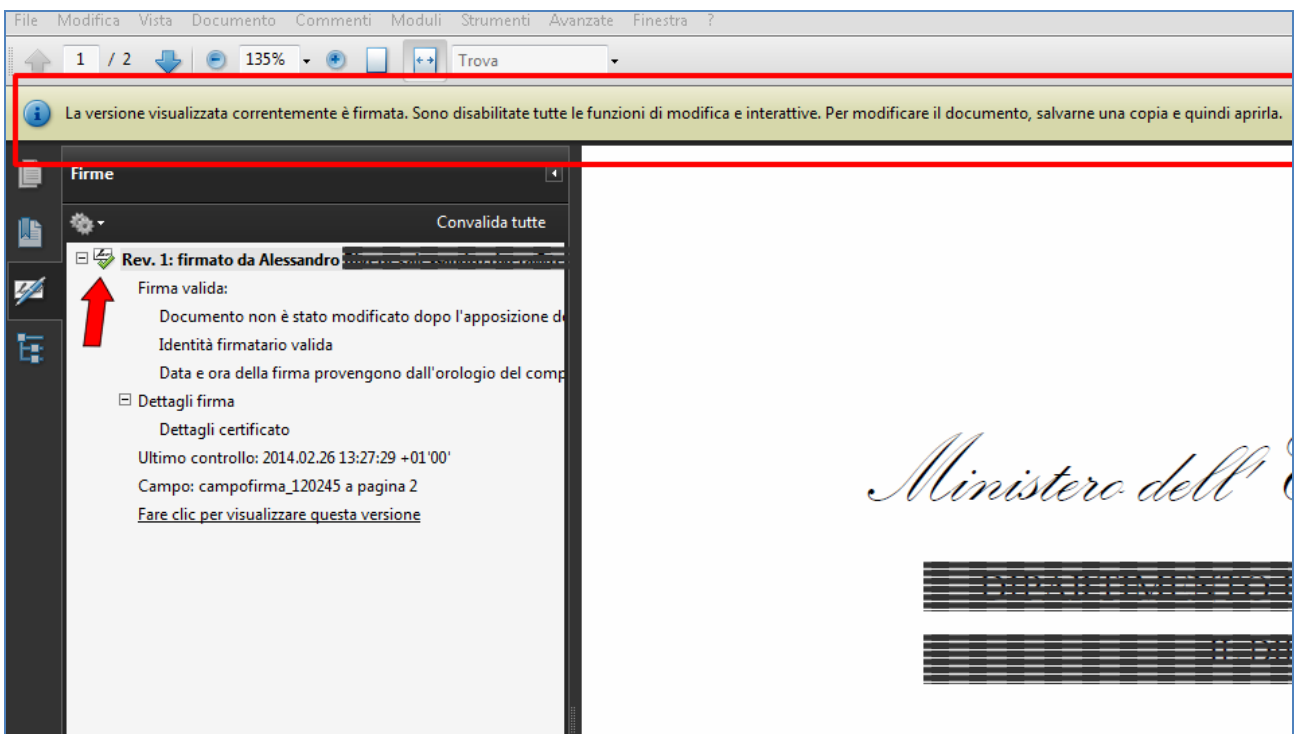 File Modifica Vista Documento Commenti Moduli Strumenti Avanzate Finestra ?
1 / 2 135% Trova
La versione visualizzata correntemente è firmata. Sono disabilitate tutte le funzioni di modifica e interattive. Per modificare il documento, salvarne una copia e quindi aprirla.
Firme
Convalida tutte
Rev. 1: firmato da Alessandro
Firma valida:
Documento non è stato modificato dopo l'apposizione de
Identità firmatario valida
Data e ora della firma provengono dall'orologio del comp
Dettagli firma
Dettagli certificato
Ultimo controllo: 2014.02.26 13:27:29 +01'00'
Campo: campofirma_120245 a pagina 2
Fare clic per visualizzare questa versione
Ministero dell'
DIPARTIMENTO